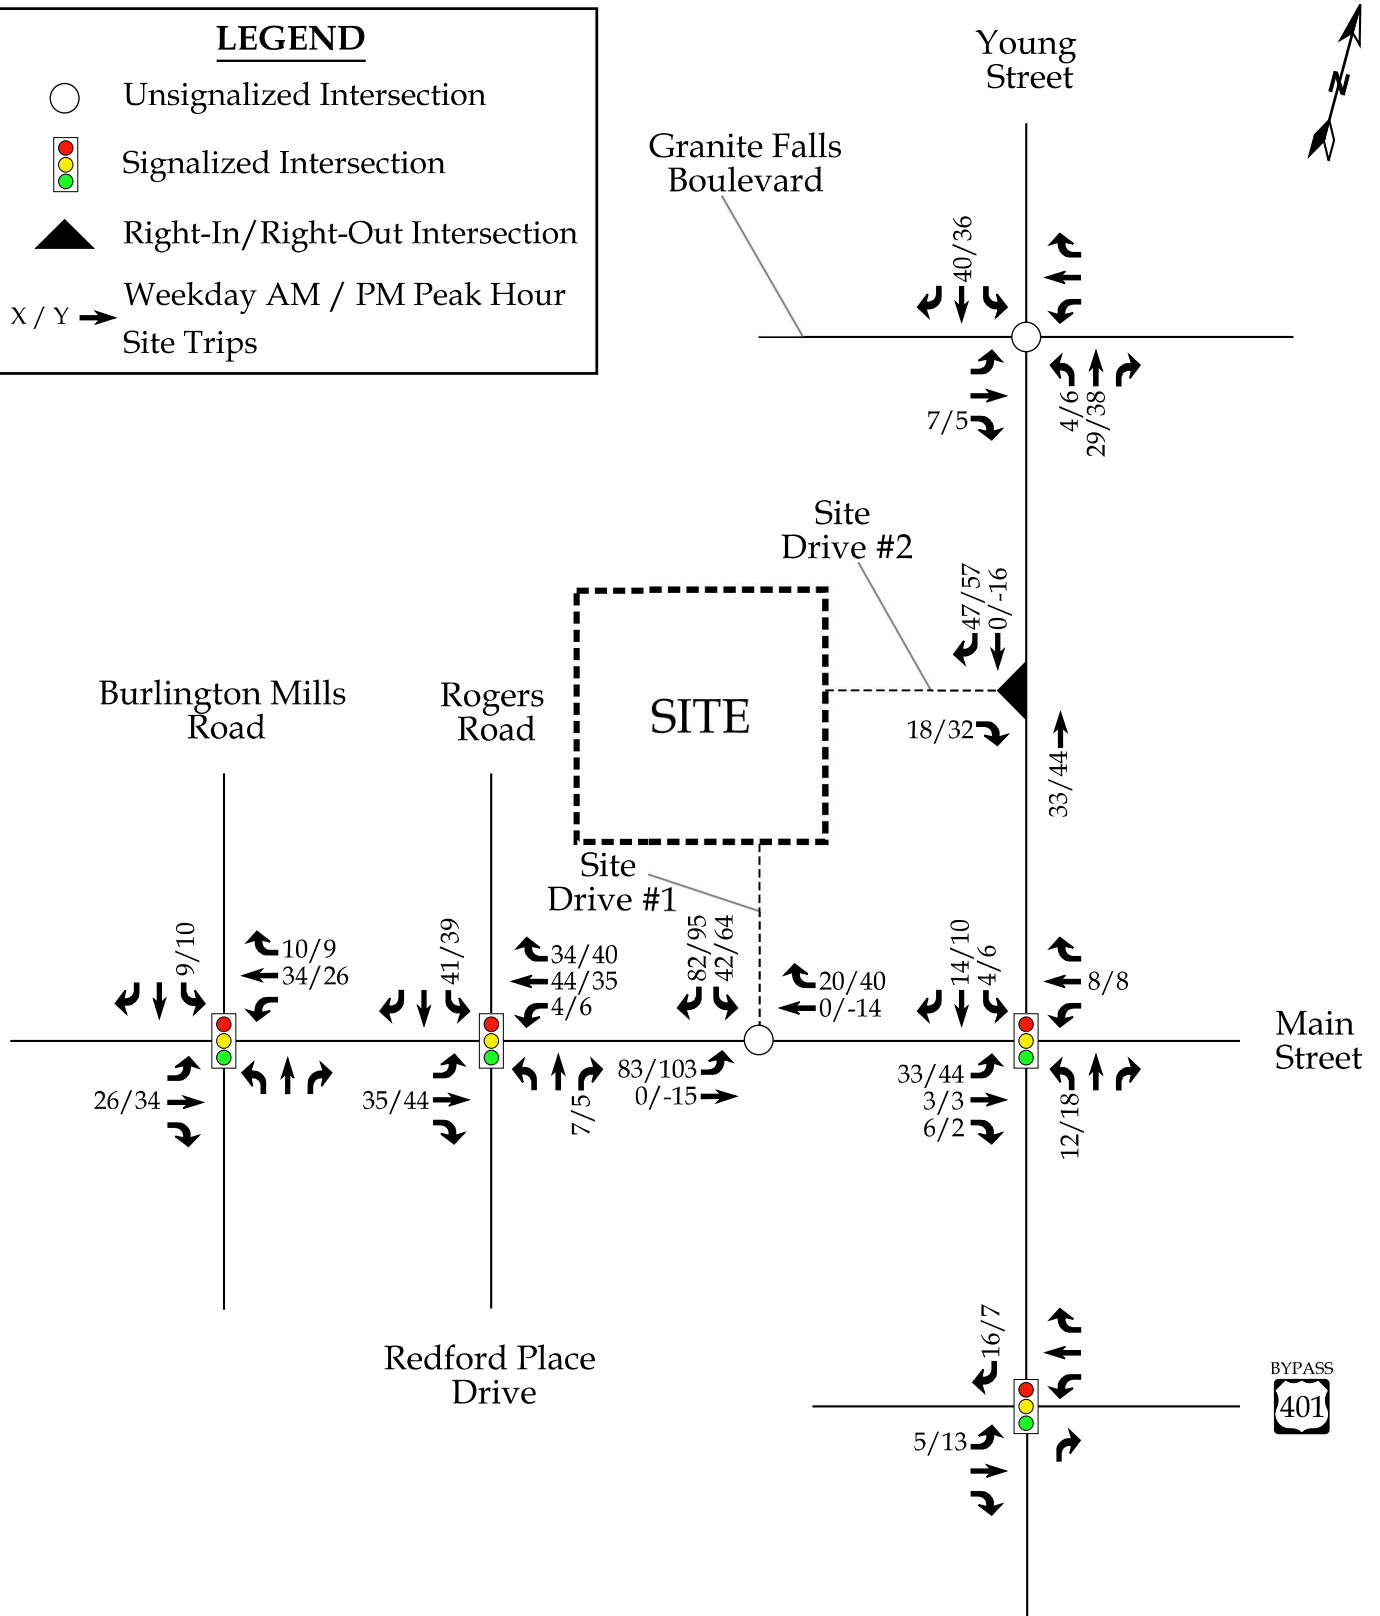 LEGEND
Unsignalized Intersection
Signalized Intersection
Right-In/Right-Out Intersection
X / Y
Weekday AM / PM Peak Hour
Site Trips
Young
Street
N
Granite Falls
Boulevard
40/36
7/5
4/6
29/38
Site
Drive #2
47/57
0/-16
18/32
33/44
SITE
Burlington Mills
Road
Rogers
Road
Site
Drive #1
9/10
10/9
34/26
26/34
41/39
34/40
44/35
4/6
35/44
7/5
82/95
42/64
20/40
0/-14
83/103
0/-15
14/10
4/6
8/8
33/44
3/3
6/2
12/18
Main
Street
Redford Place
Drive
16/7
5/13
BYPASS
401